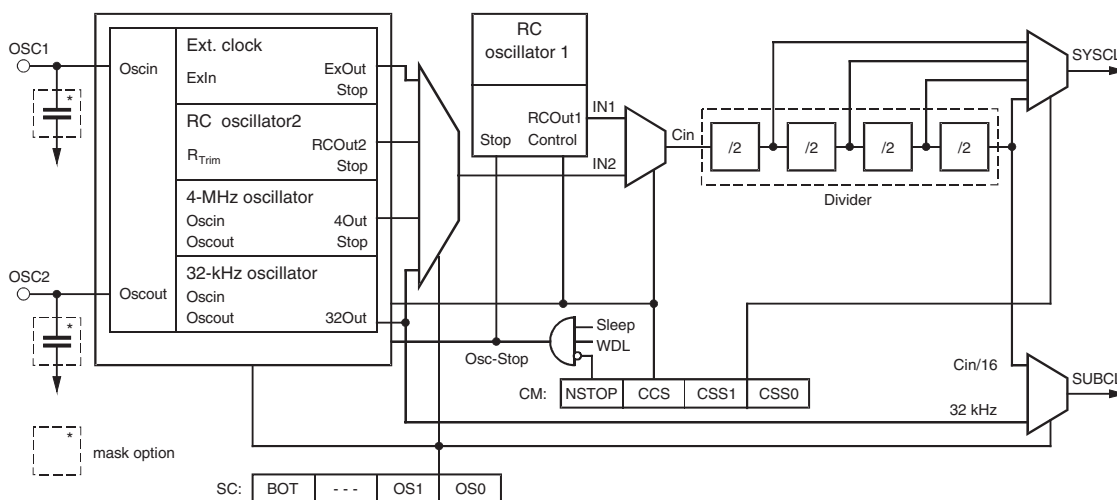 OSC1
Oscin
Ext. clock
ExIn
ExOut
Stop
RC oscillator2
RTrim
RCOut2
Stop
4-MHz oscillator
Oscin
Oscout
4Out
Stop
32-kHz oscillator
Oscin
Oscout
32Out
OSC2
Oscout
*
*
*
mask option
RC
oscillator 1
RCOut1
Stop
Control
IN1
IN2
Cin
/2
/2
/2
/2
Divider
SYSCL
Sleep
WDL
Osc-Stop
CM:
NSTOP
CCS
CSS1
CSS0
Cin/16
32 kHz
SUBCL
SC:
BOT
- - -
OS1
OS0